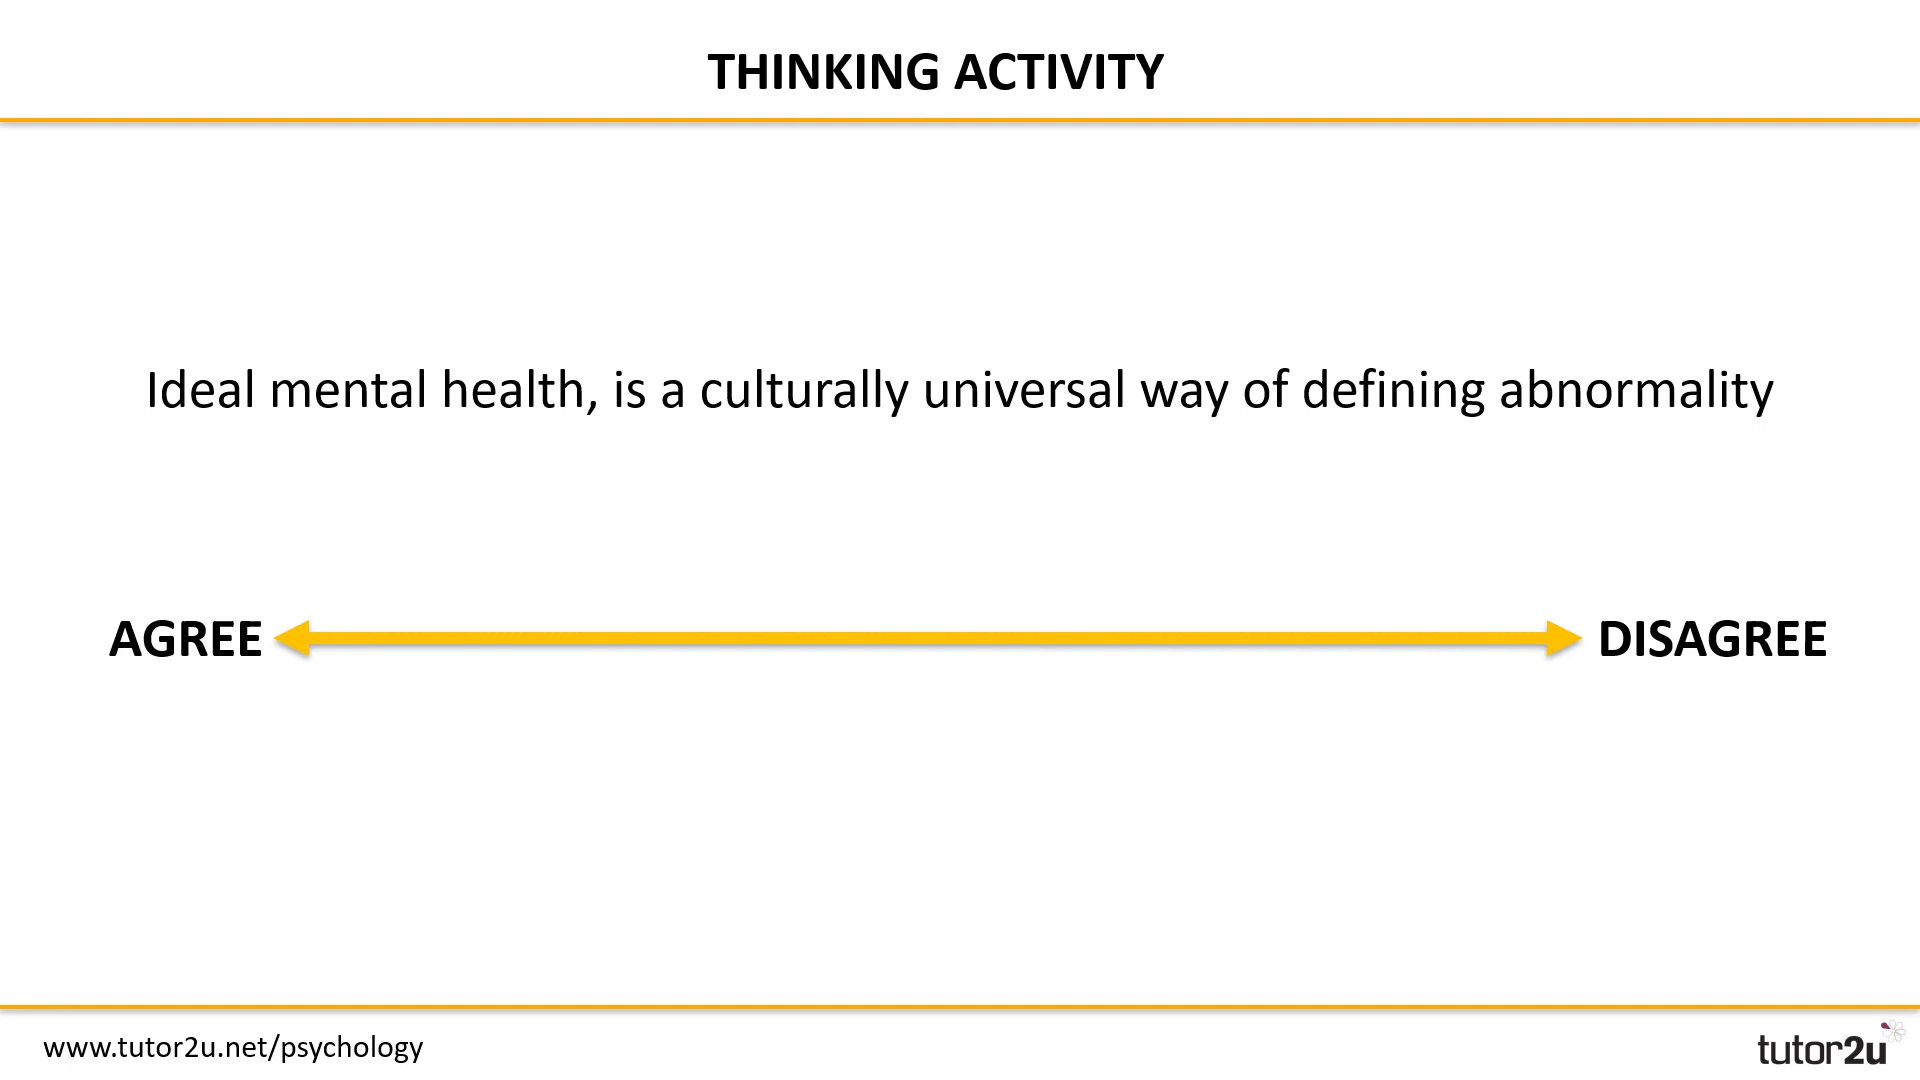 THINKING ACTIVITY
Ideal mental health, is a culturally universal way of defining abnormality
AGREE
DISAGREE
www.tutor2u.net/psychology
tutor2u